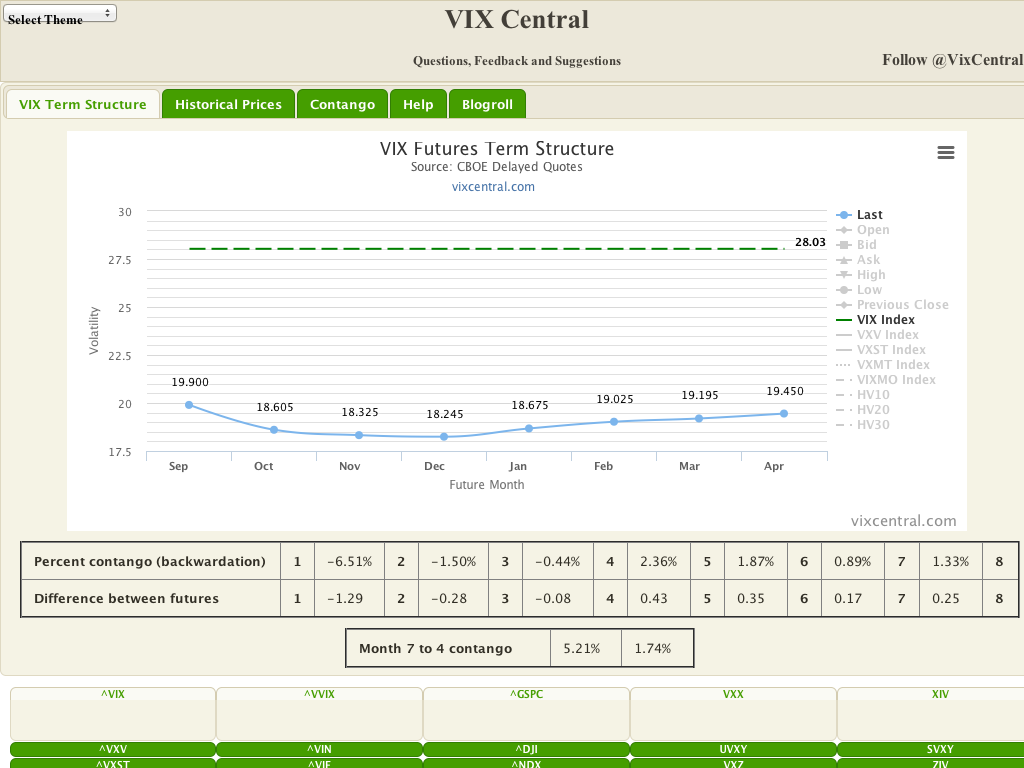 Select Theme
VIX Central
Questions, Feedback and Suggestions
Follow @VixCentral
VIX Term Structure Historical Prices Contango Help Blogroll
VIX Futures Term Structure
Source: CBOE Delayed Quotes
vixcentral.com
30
27.5
25
22.5
20
17.5
Volatility
28.03
19.900 18.605 18.325 18.245 18.675 19.025 19.195 19.450
Sep Oct Nov Dec Jan Feb Mar Apr
Future Month
Last
Open
Bid
Ask
High
Low
Previous Close
VIX Index
VXV Index
VXST Index
VXMT Index
VIXMO Index
HV10
HV20
HV30
vixcentral.com
Percent contango (backwardation) 1 -6.51% 2 -1.50% 3 -0.44% 4 2.36% 5 1.87% 6 0.89% 7 1.33% 8
Difference between futures 1 -1.29 2 -0.28 3 -0.08 4 0.43 5 0.35 6 0.17 7 0.25 8
Month 7 to 4 contango 5.21% 1.74%
^VIX ^VVIX ^GSPC VXX XIV
^VXV ^VIN ^DJI UVXY SVXY
^VXST ^VIF ^NDX VXZ ZIV